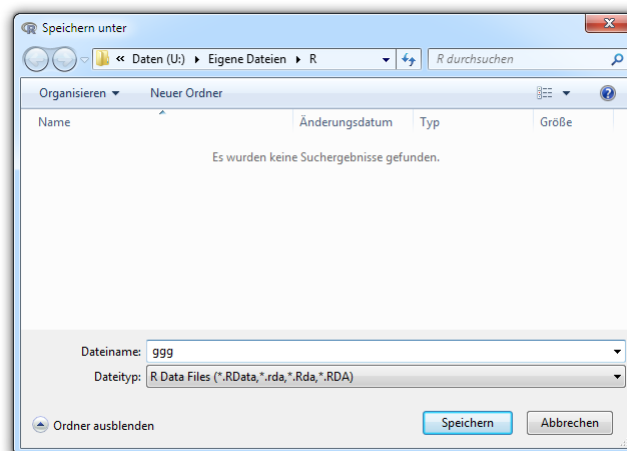 Speichern unter
« Daten (U:) Eigene Dateien R
R durchsuchen
Organisieren Neuer Ordner
Name Änderungsdatum Typ Größe
Es wurden keine Suchergebnisse gefunden.
Dateiname: ggg
Dateityp: R Data Files (*.RData,*.rda,*.Rda,*.RDA)
Ordner ausblenden Speichern Abbrechen